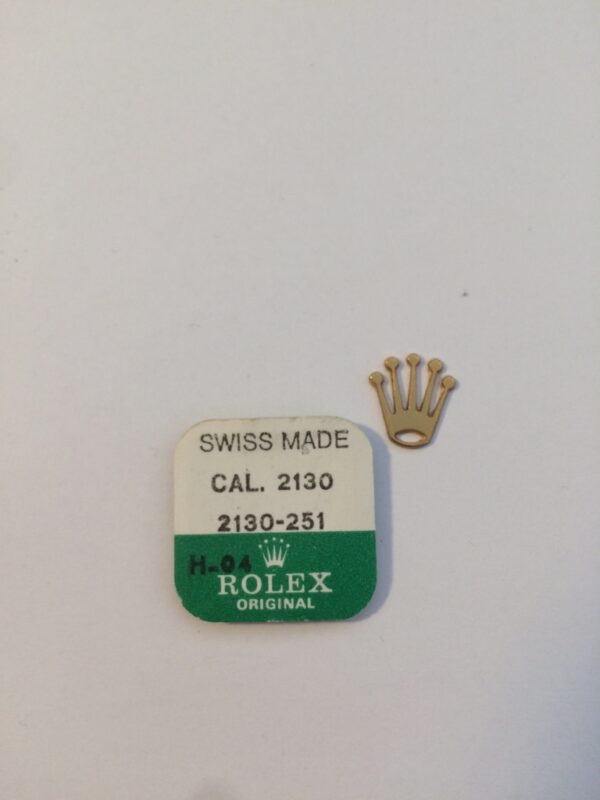 SWISS MADE
CAL. 2130
2130-251
H-04
ROLEX
ORIGINAL